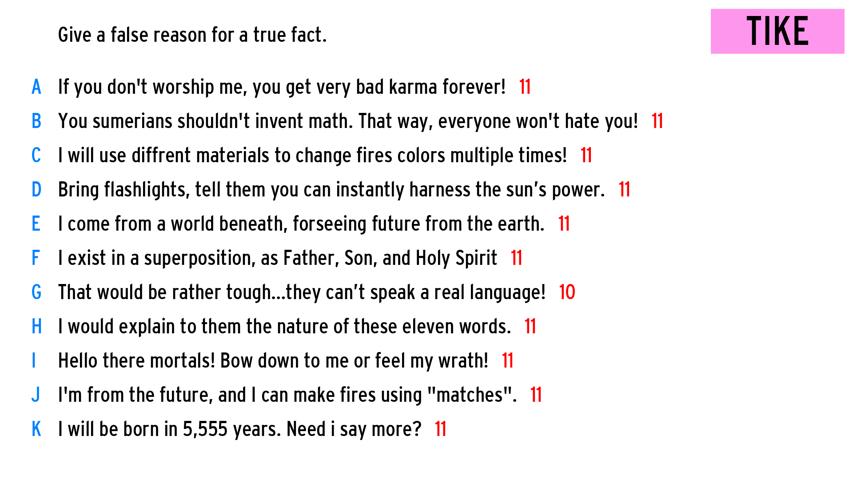 Give a false reason for a true fact.
TIKE
A If you don't worship me, you get very bad karma forever! 11
B You sumerians shouldn't invent math. That way, everyone won't hate you! 11
C I will use diffrent materials to change fires colors multiple times! 11
D Bring flashlights, tell them you can instantly harness the sun’s power. 11
E I come from a world beneath, forseeing future from the earth. 11
F I exist in a superposition, as Father, Son, and Holy Spirit 11
G That would be rather tough...they can’t speak a real language! 10
H I would explain to them the nature of these eleven words. 11
I Hello there mortals! Bow down to me or feel my wrath! 11
J I'm from the future, and I can make fires using "matches". 11
K I will be born in 5,555 years. Need i say more? 11